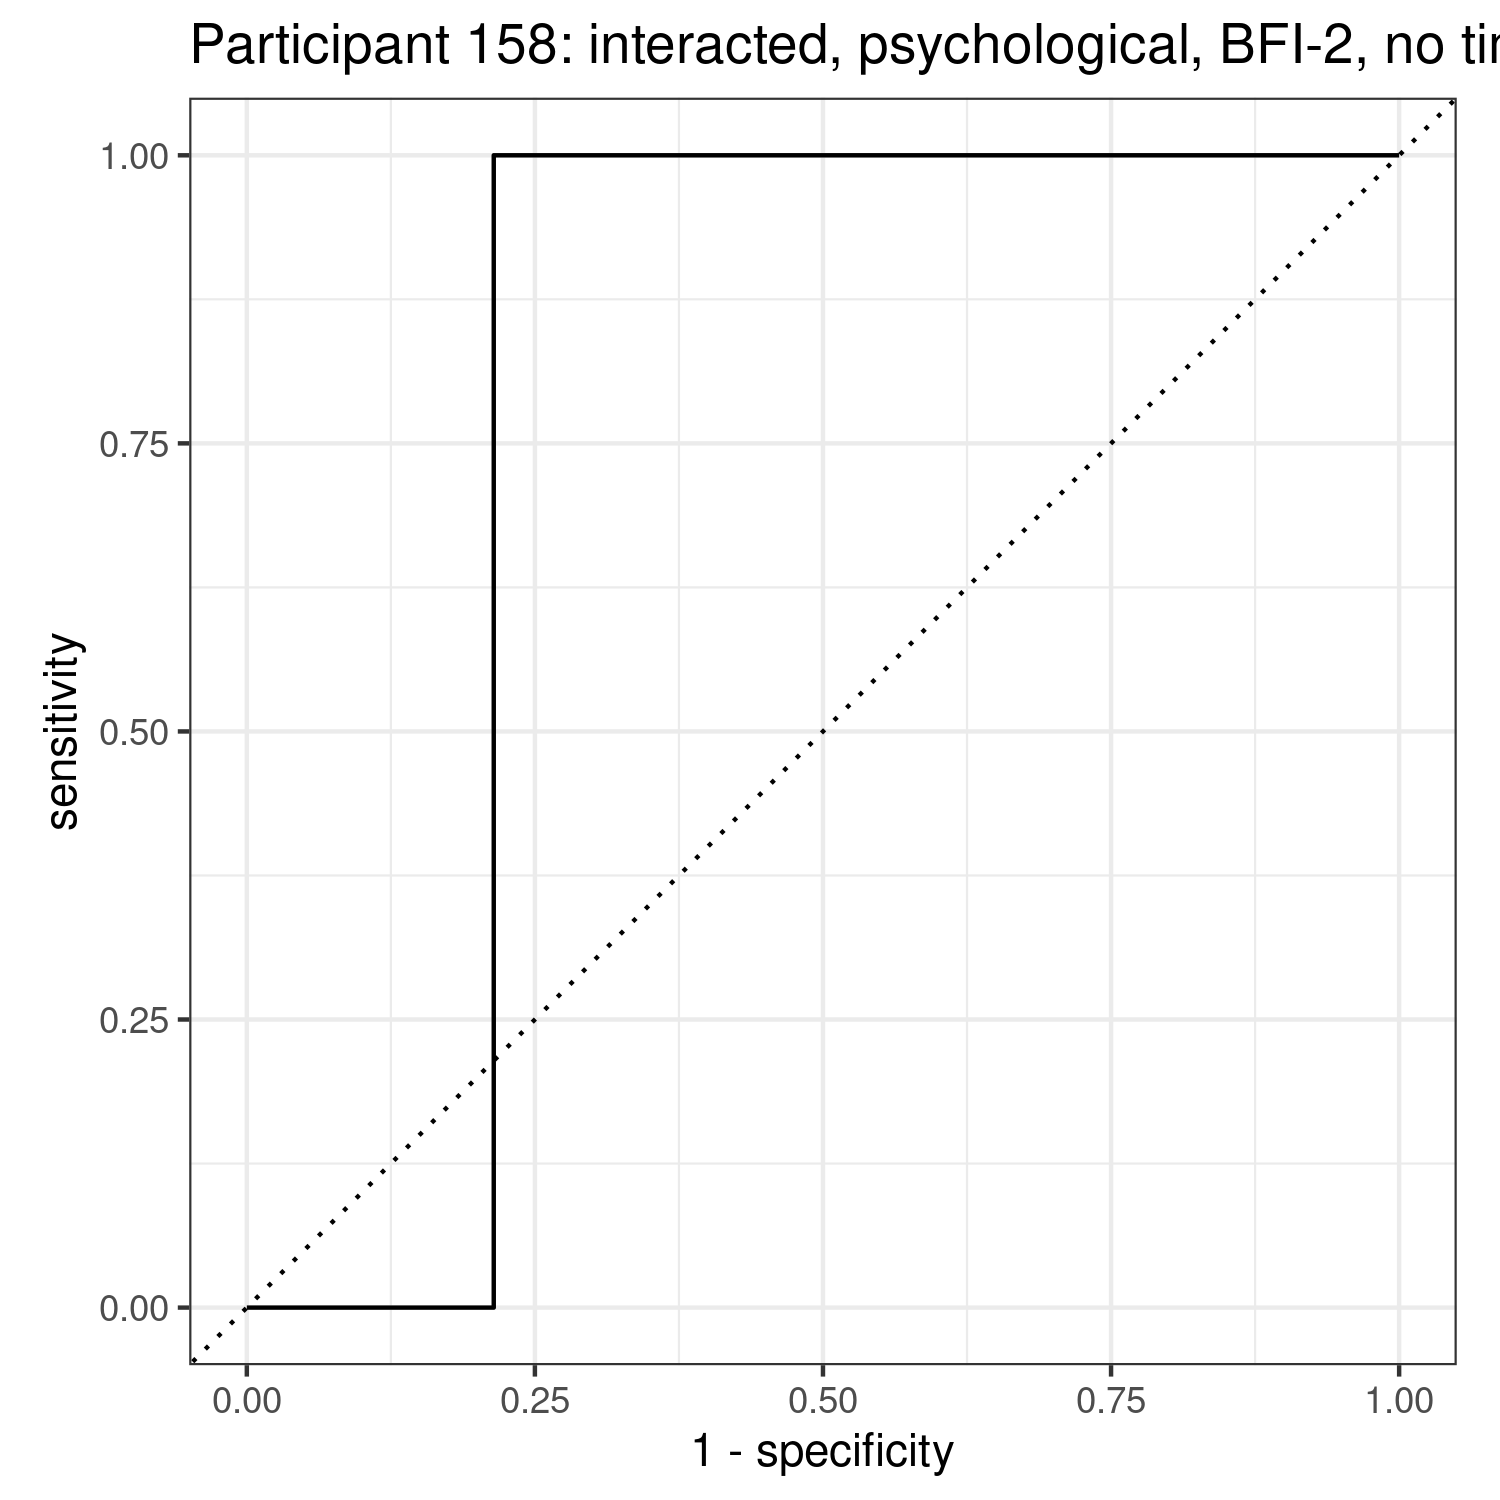 Participant 158: interacted, psychological, BFI-2, no
1.00
0.75
0.50
0.25
0.00
sensitivity
0.00 0.25 0.50 0.75 1.00
1 - specificity